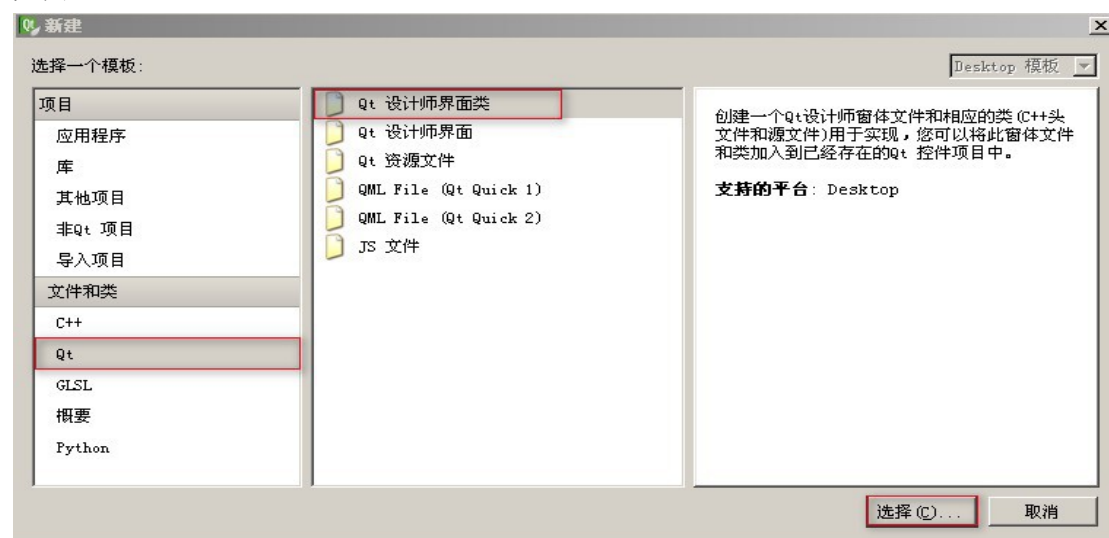 新建
选择一个模板:
Desktop 模板
项目
应用程序
库
其他项目
非Qt 项目
导入项目
文件和类
C++
Qt
GLSL
概要
Python
Qt 设计师界面类
Qt 设计师界面
Qt 资源文件
QML File (Qt Quick 1)
QML File (Qt Quick 2)
JS 文件
创建一个Qt设计师窗体文件和相应的类(C++头
文件和源文件)用于实现，您可以将此窗体文件
和类加入到已经存在的Qt 控件项目中。
支持的平台: Desktop
选择(C)...
取消